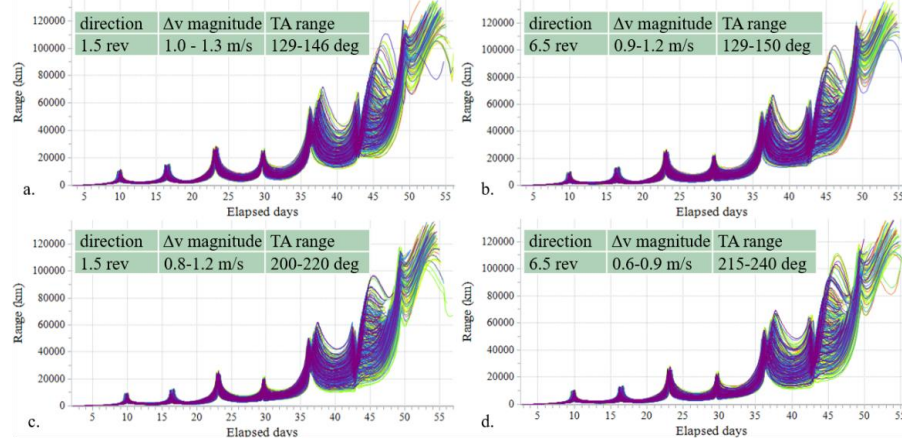 direction Δv magnitude TA range
1.5 rev 1.0 - 1.3 m/s 129-146 deg
120000
100000
80000
60000
40000
20000
0
Range (km)
5 10 15 20 25 30 35 40 45 50 55
Elapsed days
a.
direction Δv magnitude TA range
6.5 rev 0.9-1.2 m/s 129-150 deg
120000
100000
80000
60000
40000
20000
0
Range (km)
5 10 15 20 25 30 35 40 45 50 55
Elapsed days
b.
direction Δv magnitude TA range
1.5 rev 0.8-1.2 m/s 200-220 deg
120000
100000
80000
60000
40000
20000
0
Range (km)
5 10 15 20 25 30 35 40 45 50 55
Elapsed days
c.
direction Δv magnitude TA range
6.5 rev 0.6-0.9 m/s 215-240 deg
120000
100000
80000
60000
40000
20000
0
Range (km)
5 10 15 23 25 30 33 40 43 50 53
Elapsed days
d.